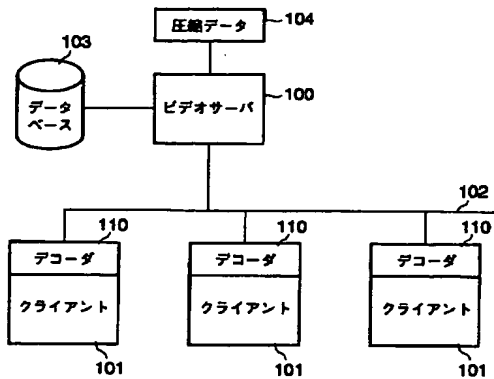 圧縮データ
104
103
データ
ベース
ビデオサーバ
100
102
110
110
110
デコーダ
デコーダ
デコーダ
クライアント
クライアント
クライアント
101
101
101